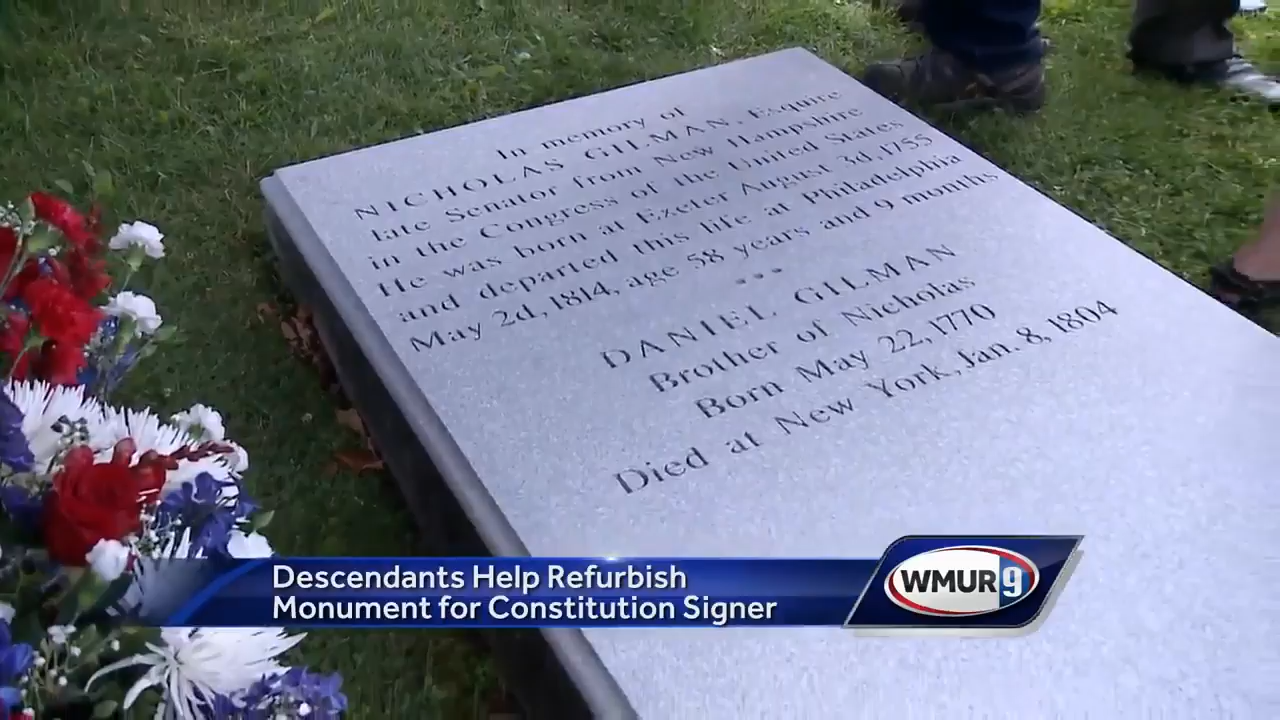 In memory of
NICHOLAS GILMAN, Esquire
late Senator from New Hampshire
in the Congress of the United States
He was born at Exeter August 3d, 1755
and departed this life at Philadelphia
May 2d, 1814, age 58 years and 9 months
* * *
DANIEL GILMAN
Brother of Nicholas
Born May 22, 1770
Died at New York, Jan. 8, 1804
Descendants Help Refurbish
Monument for Constitution Signer
WMUR9